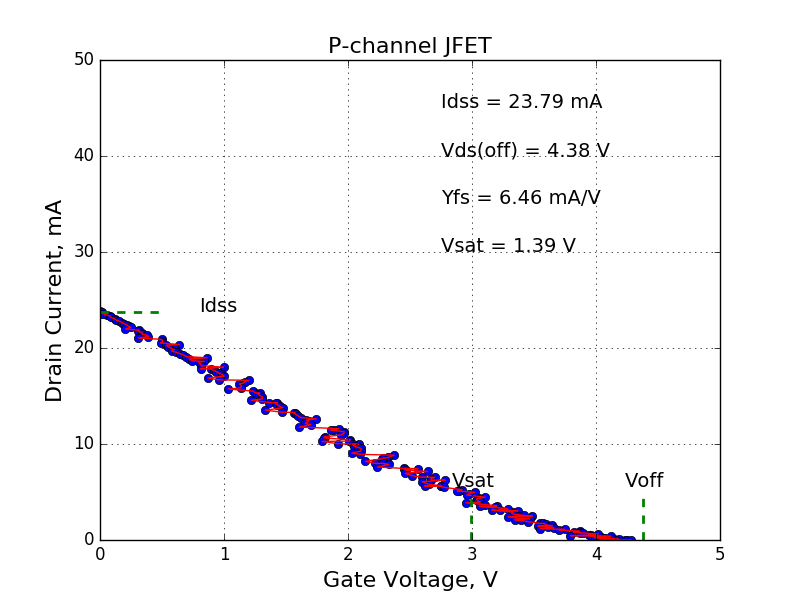 P-channel JFET
50
40
30
20
10
0
Drain Current, mA
Idss = 23.79 mA
Vds(off) = 4.38 V
Yfs = 6.46 mA/V
Vsat = 1.39 V
Idss
Vsat
Voff
0 1 2 3 4 5
Gate Voltage, V